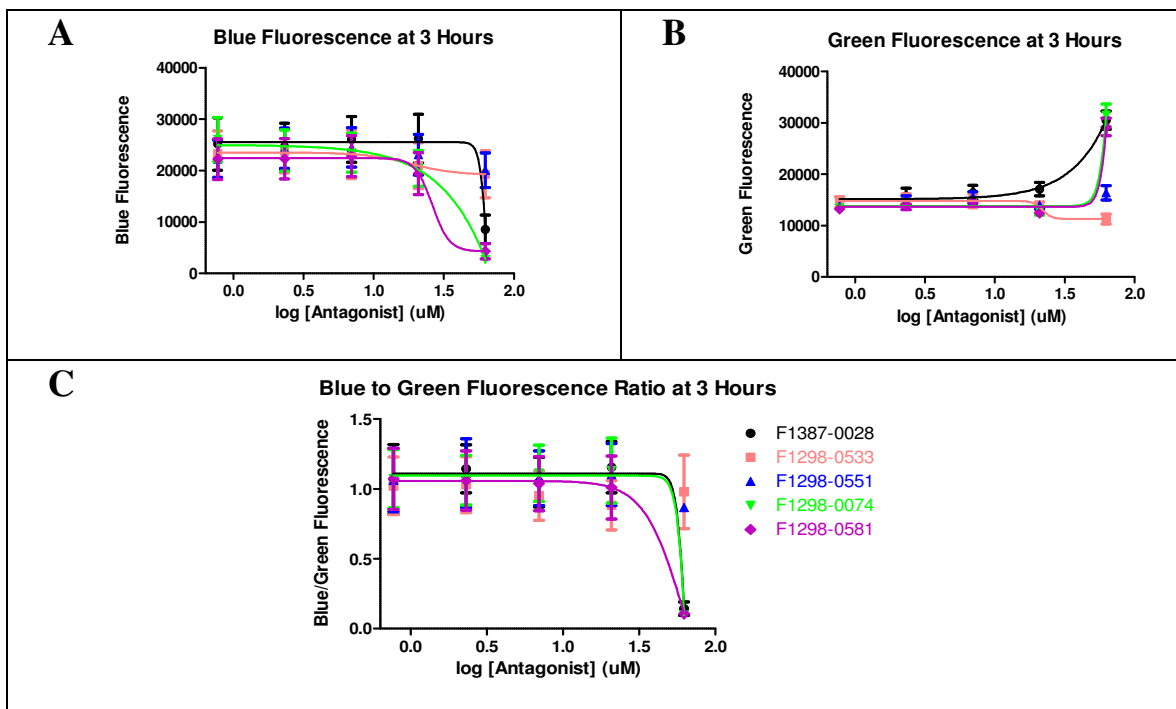 A
Blue Fluorescence at 3 Hours
40000
30000
20000
10000
0
Blue Fluorescence
0.0 0.5 1.0 1.5 2.0
log [Antagonist] (uM)
B
Green Fluorescence at 3 Hours
40000
30000
20000
10000
0
Green Fluorescence
0.0 0.5 1.0 1.5 2.0
log [Antagonist] (uM)
C
Blue to Green Fluorescence Ratio at 3 Hours
1.5
1.0
0.5
0.0
Blue/Green Fluorescence
0.0 0.5 1.0 1.5 2.0
log [Antagonist] (uM)
F1387-0028
F1298-0533
F1298-0551
F1298-0074
F1298-0581